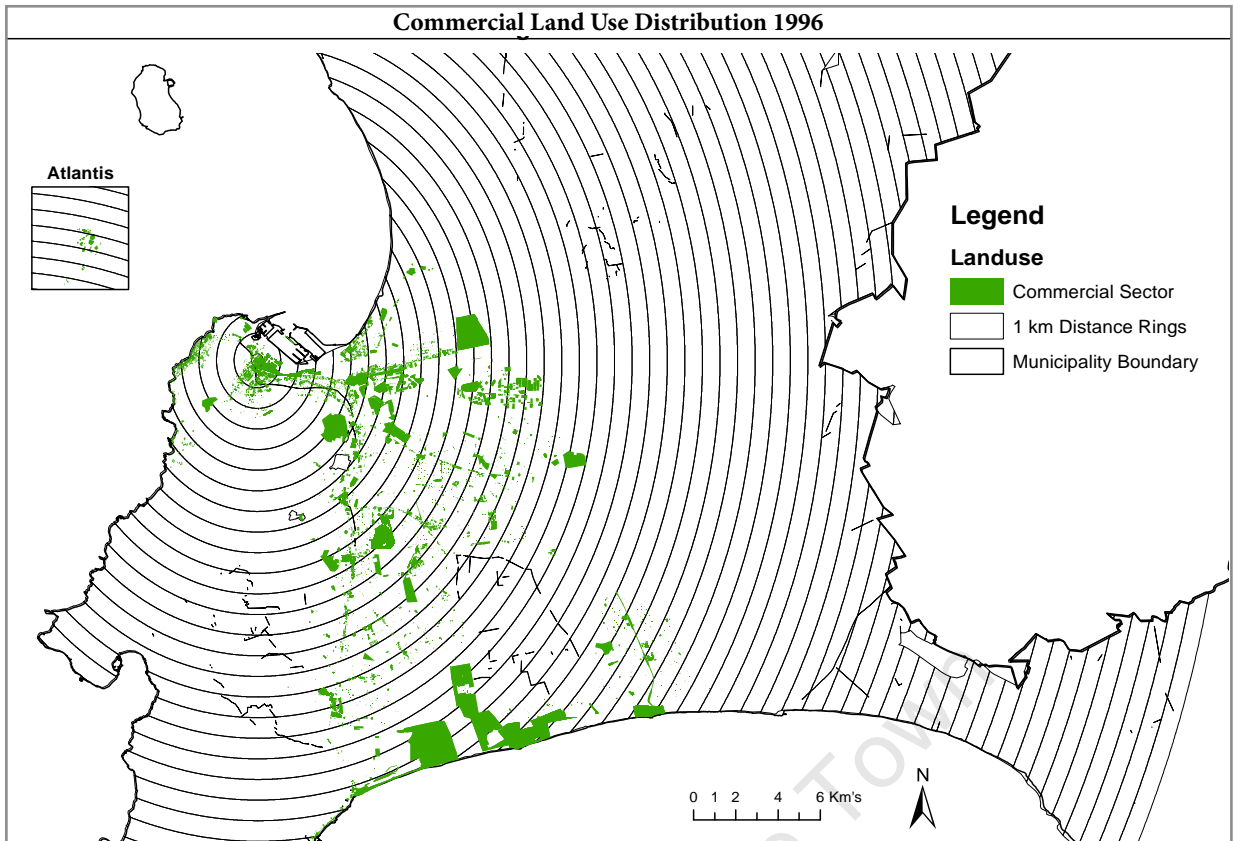 Commercial Land Use Distribution 1996
Atlantis
Legend
Landuse
Commercial Sector
1 km Distance Rings
Municipality Boundary
N
0 1 2 4 6 Km's
Town